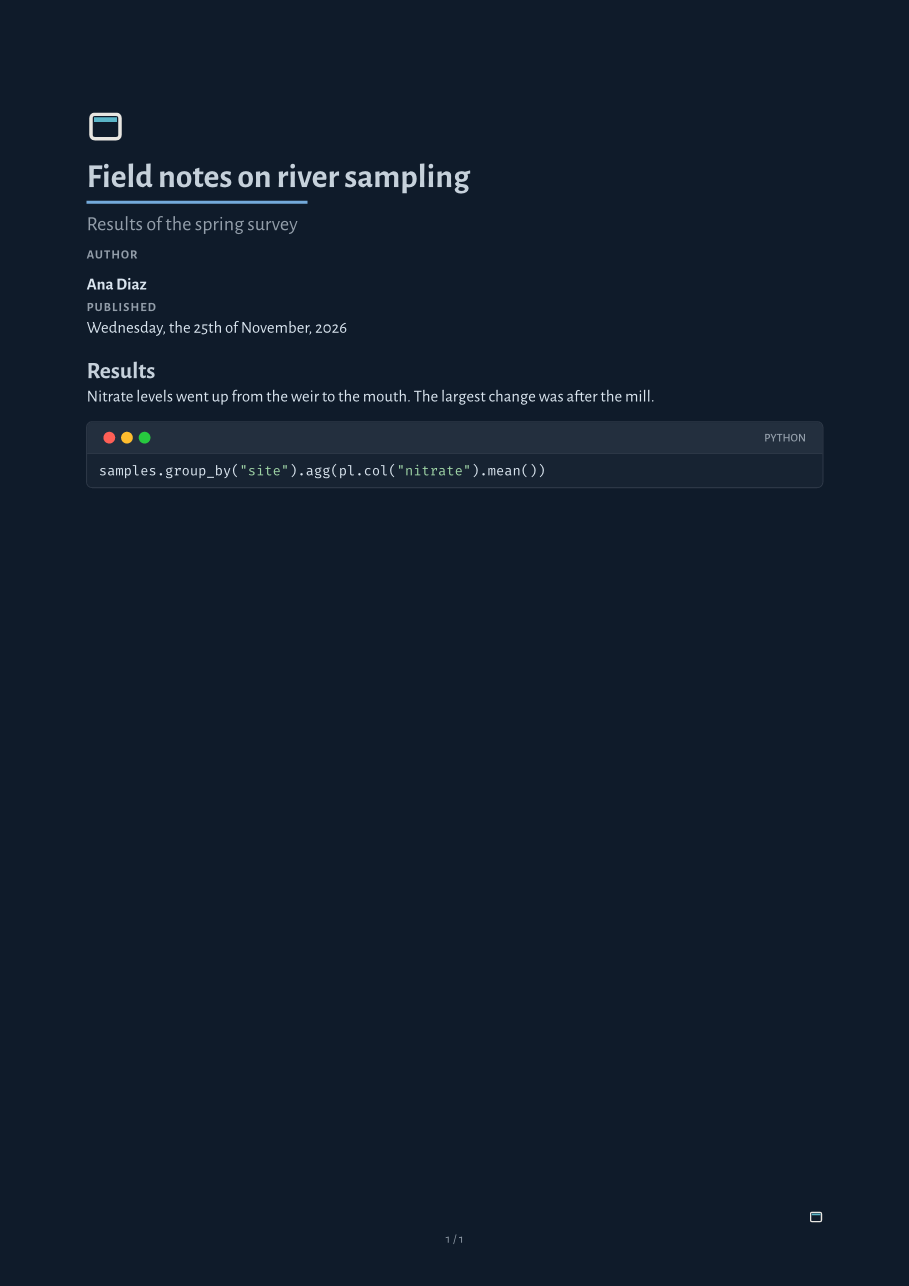 Field notes on river sampling
Results of the spring survey
AUTHOR
Ana Diaz
PUBLISHED
Wednesday, the 25th of November, 2026
Results
Nitrate levels went up from the weir to the mouth. The largest change was after the mill.
PYTHON
samples.group_by("site").agg(pl.col("nitrate").mean())
1 / 1